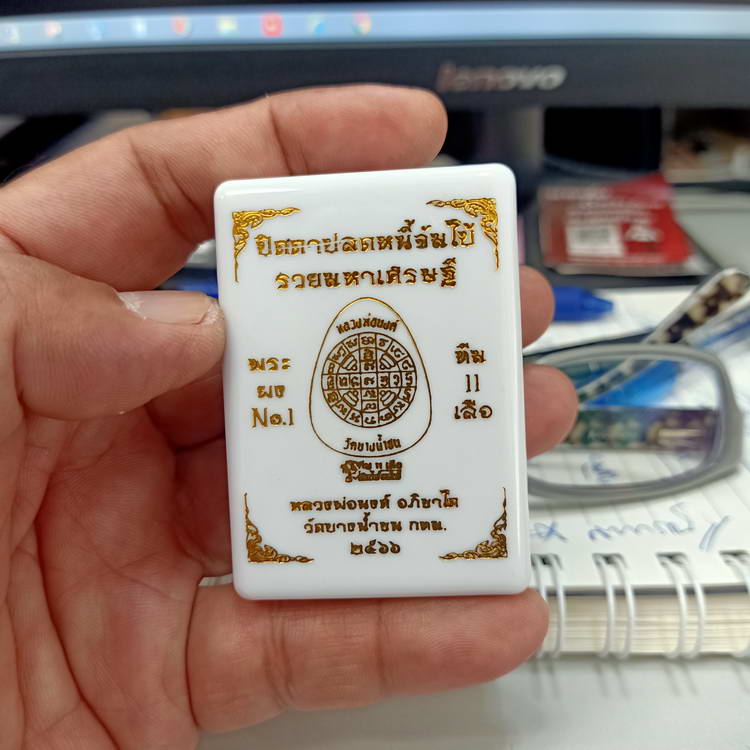 lenovo
ปิดตาปลดหนี้จัมโบ้
รวยมหาเศรษฐี
หลวงพ่อนงค์
พระ
ผง
No.1
ทีม
11
เสือ
วัดบางน้ำชน
หลวงพ่อนงค์ อภิชาโต
วัดบางน้ำชน กทม.
๒๕๖๖